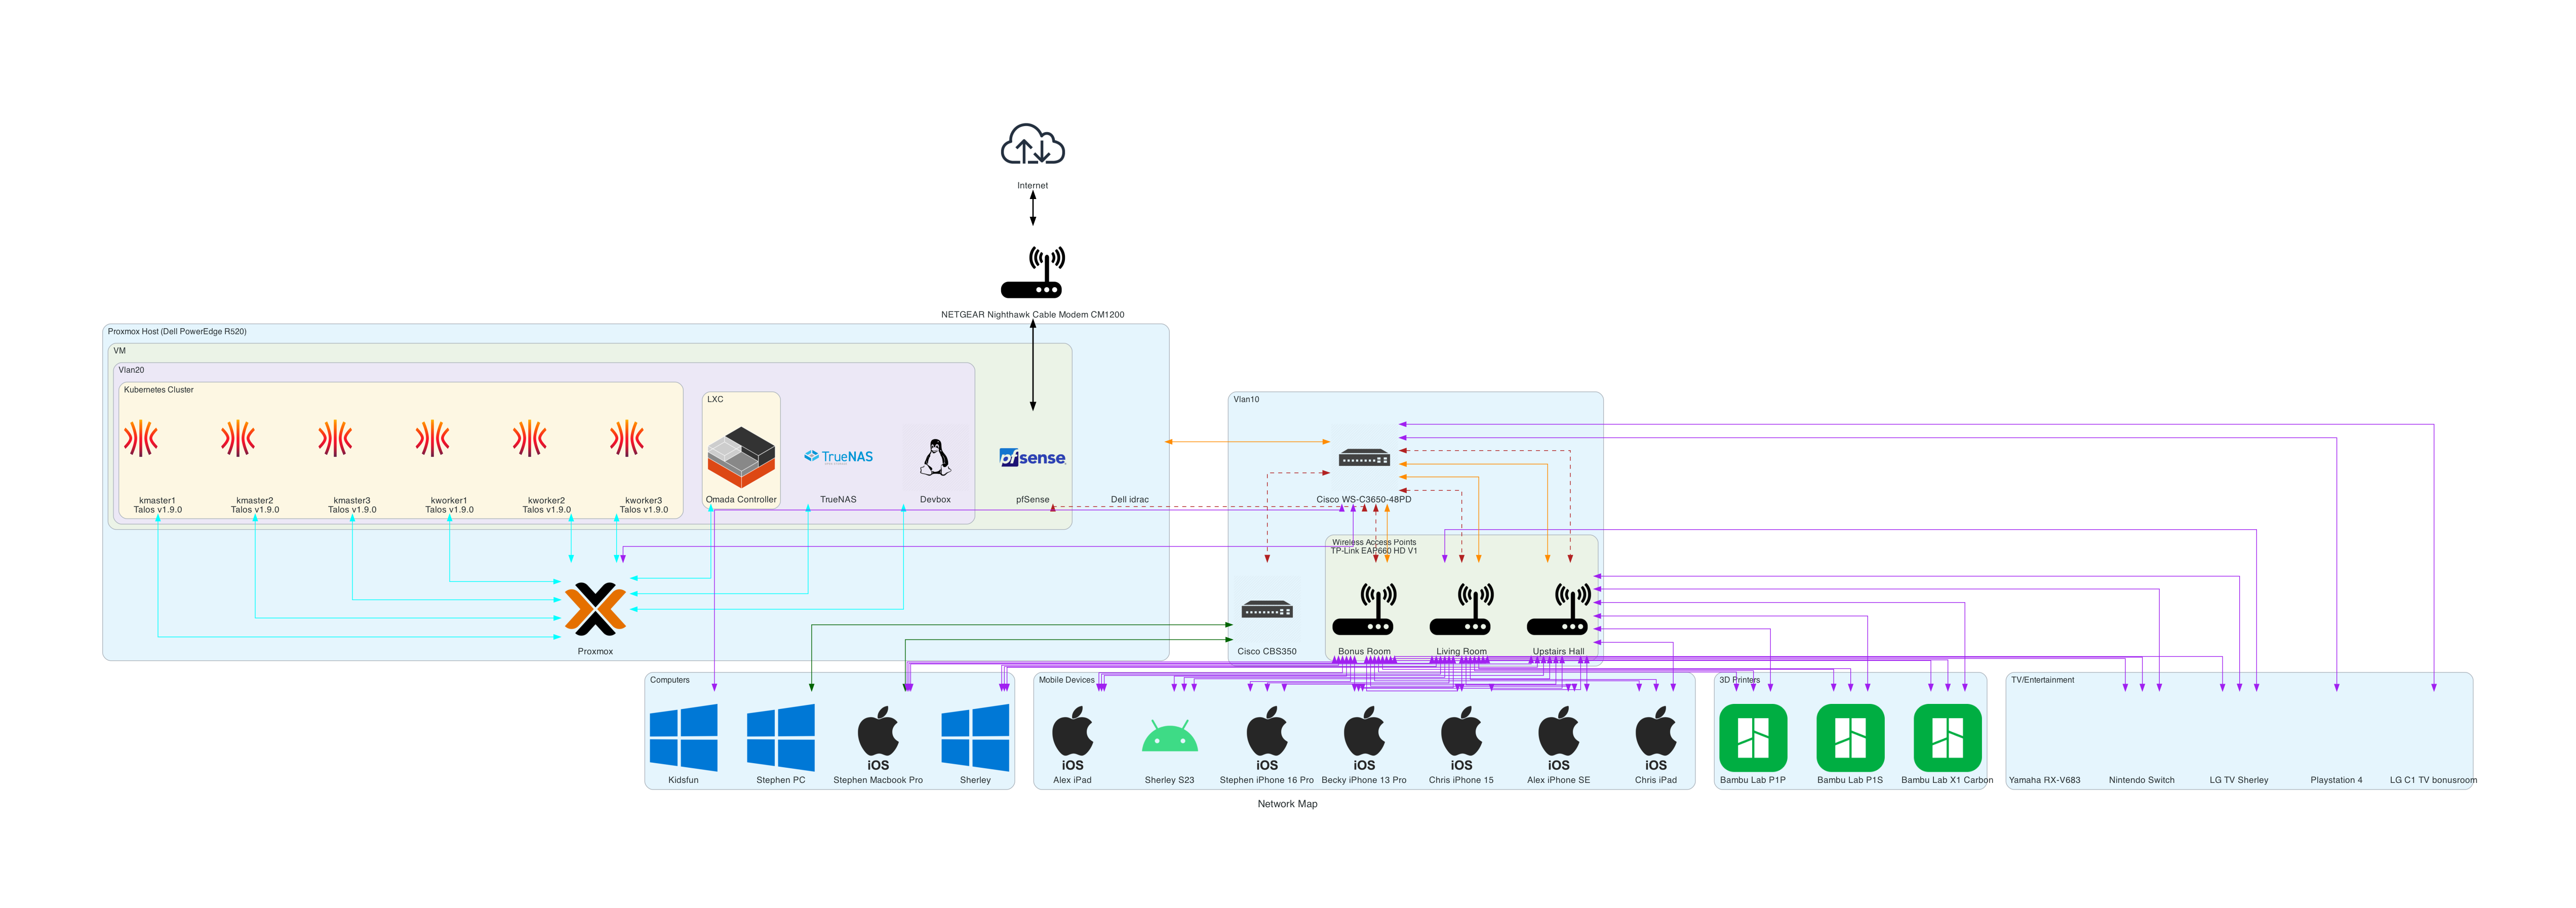 Internet
NETGEAR Nighthawk Cable Modem CM1200
Proxmox Host (Dell PowerEdge R520)
VM
Vlan20
Kubernetes Cluster
kmaster1
Talos v1.9.0
kmaster2
Talos v1.9.0
kmaster3
Talos v1.9.0
kworker1
Talos v1.9.0
kworker2
Talos v1.9.0
kworker3
Talos v1.9.0
LXC
Omada Controller
TrueNAS
TrueNAS
Devbox
pfsense
pfSense
Dell idrac
Proxmox
Vlan10
Cisco WS-C3650-48PD
Wireless Access Points
TP-Link EAP660 HD V1
Cisco CBS350
Bonus Room
Living Room
Upstairs Hall
Computers
Kidsfun
Stephen PC
iOS
Stephen Macbook Pro
Sherley
Mobile Devices
iOS
Alex iPad
Sherley S23
iOS
Stephen iPhone 16 Pro
iOS
Becky iPhone 13 Pro
iOS
Chris iPhone 15
iOS
Alex iPhone SE
iOS
Chris iPad
3D Printers
Bambu Lab P1P
Bambu Lab P1S
Bambu Lab X1 Carbon
TV/Entertainment
Yamaha RX-V683
Nintendo Switch
LG TV Sherley
Playstation 4
LG C1 TV bonusroom
Network Map